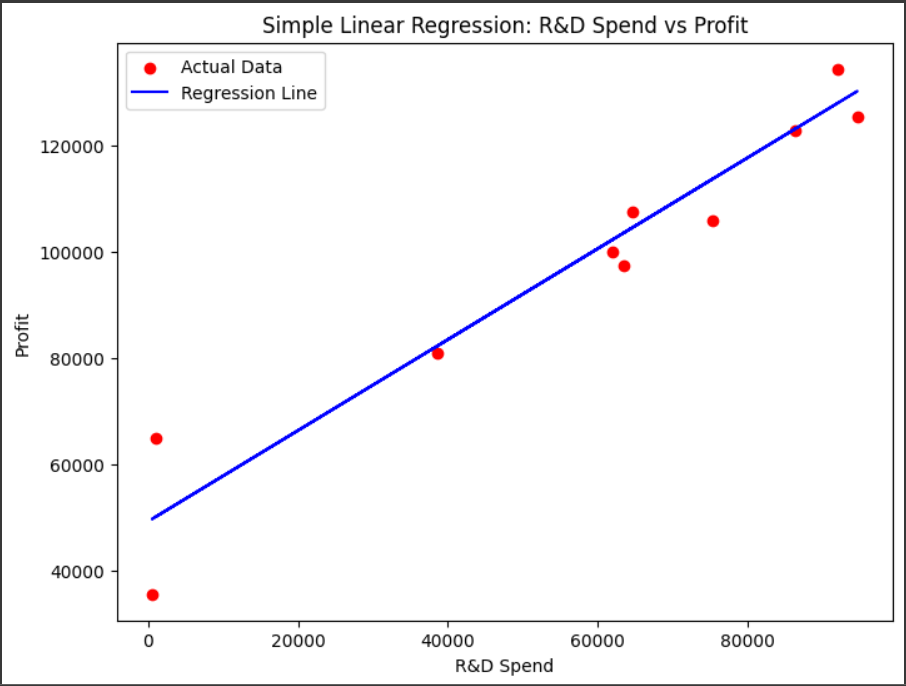 Simple Linear Regression: R&D Spend vs Profit
Actual Data
Regression Line
120000
100000
80000
60000
40000
Profit
0
20000
40000
60000
80000
R&D Spend